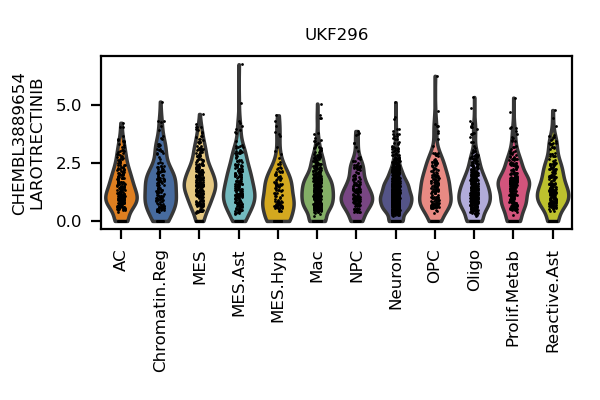 UKF296
CHEMBL3889654
LAROTRECTINIB
5.0
2.5
0.0
AC
Chromatin.Reg
MES
MES.Ast
MES.Hyp
Mac
NPC
Neuron
OPC
Oligo
Prolif.Metab
Reactive.Ast